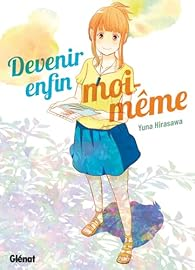 Devenir
enfin
moi-
même
Yuna Hirasawa
Glénat